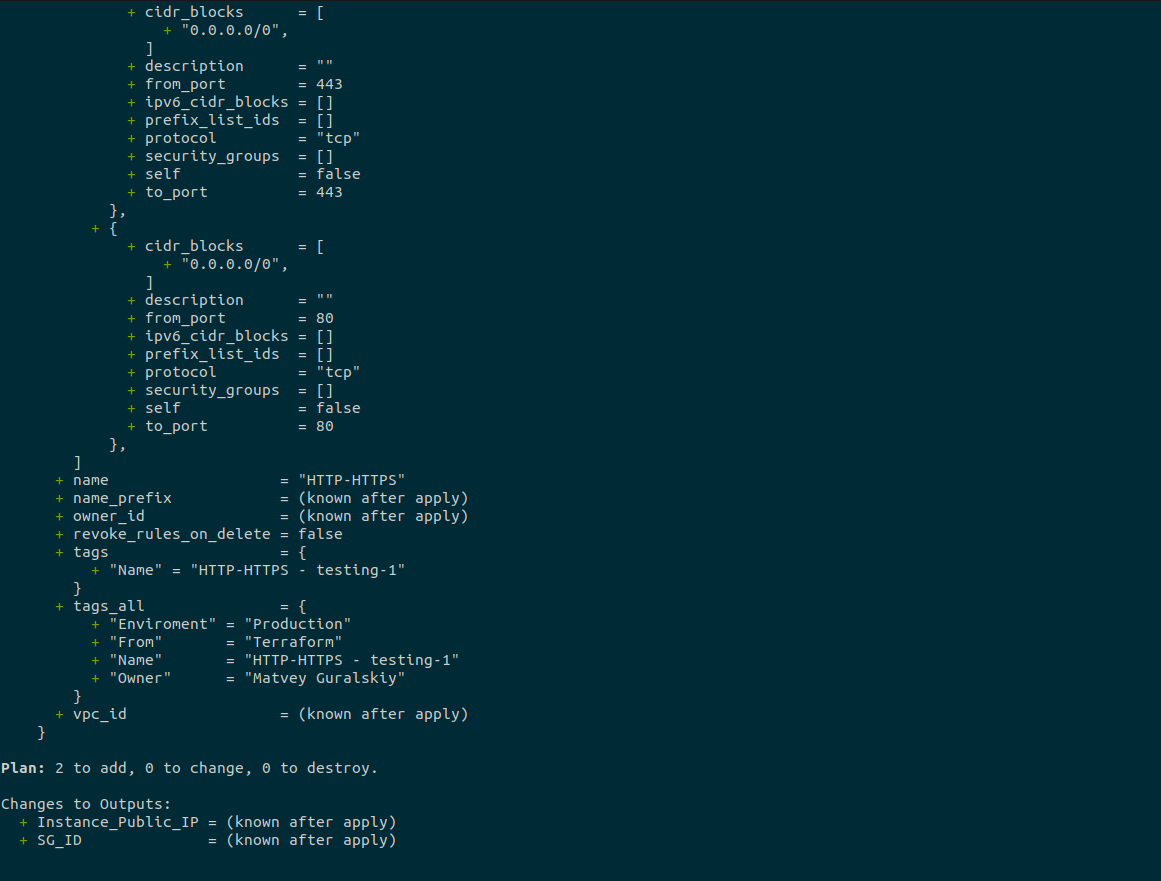 + cidr_blocks      = [
                  + "0.0.0.0/0",
                ]
              + description      = ""
              + from_port        = 443
              + ipv6_cidr_blocks = []
              + prefix_list_ids  = []
              + protocol         = "tcp"
              + security_groups  = []
              + self             = false
              + to_port          = 443
            },
          + {
              + cidr_blocks      = [
                  + "0.0.0.0/0",
                ]
              + description      = ""
              + from_port        = 80
              + ipv6_cidr_blocks = []
              + prefix_list_ids  = []
              + protocol         = "tcp"
              + security_groups  = []
              + self             = false
              + to_port          = 80
            },
        ]
      + name                   = "HTTP-HTTPS"
      + name_prefix            = (known after apply)
      + owner_id               = (known after apply)
      + revoke_rules_on_delete = false
      + tags                   = {
          + "Name" = "HTTP-HTTPS - testing-1"
        }
      + tags_all               = {
          + "Enviroment" = "Production"
          + "From"       = "Terraform"
          + "Name"       = "HTTP-HTTPS - testing-1"
          + "Owner"      = "Matvey Guralskiy"
        }
      + vpc_id                 = (known after apply)
    }
Plan: 2 to add, 0 to change, 0 to destroy.
Changes to Outputs:
  + Instance_Public_IP = (known after apply)
  + SG_ID              = (known after apply)